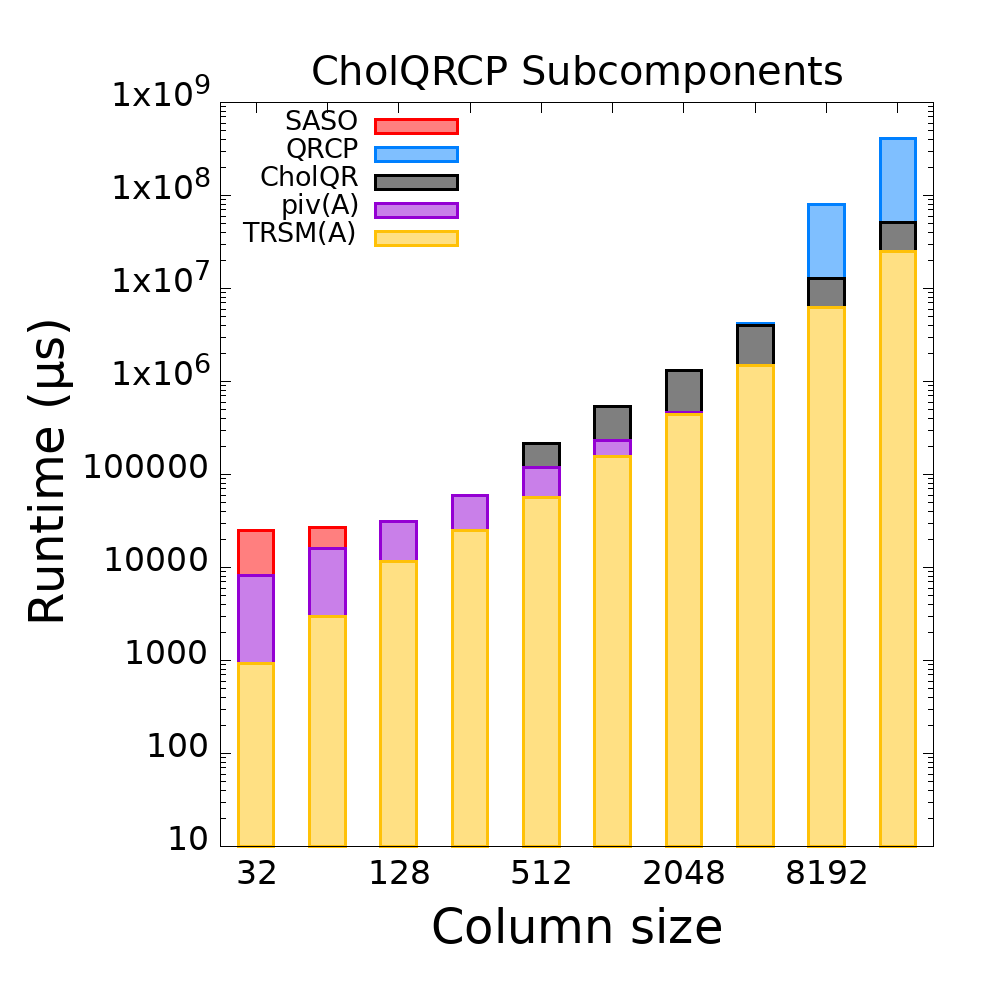 CholQRCP Subcomponents
1x10⁹
1x10⁸
1x10⁷
1x10⁶
100000
10000
1000
100
10
SASO
QRCP
CholQR
piv(A)
TRSM(A)
Runtime (µs)
32 128 512 2048 8192
Column size